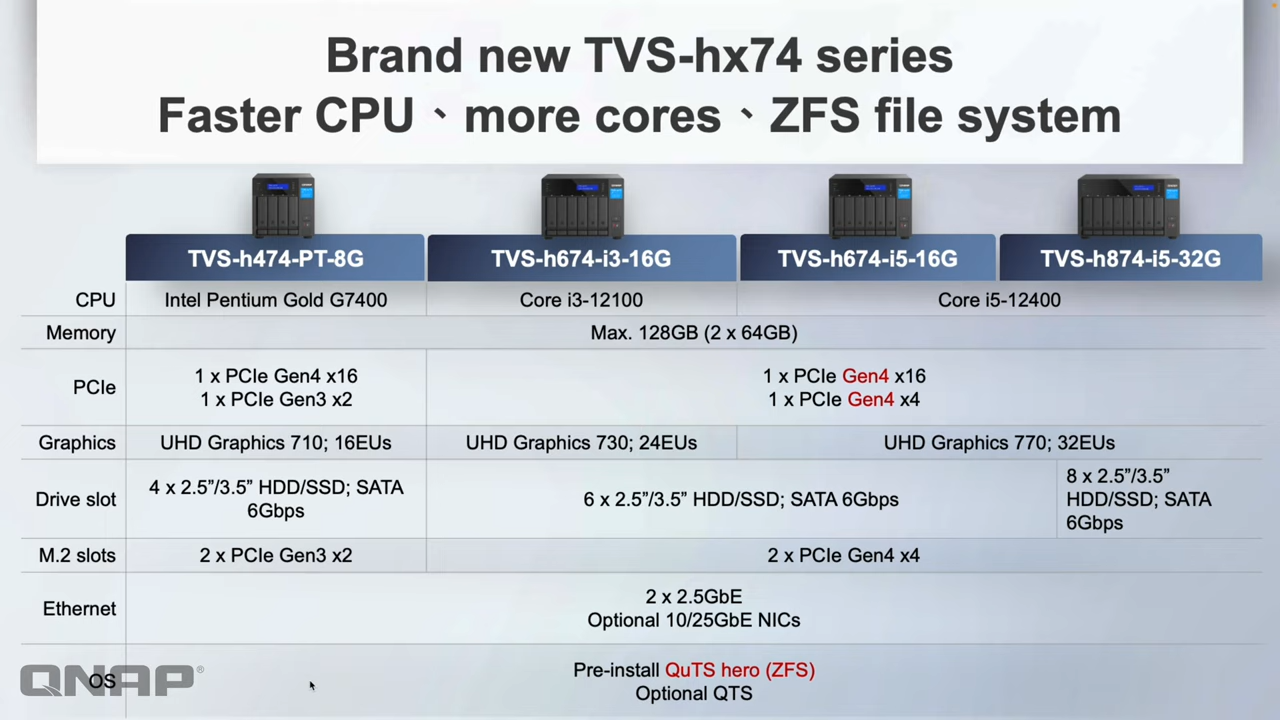 Brand new TVS-hx74 series
Faster CPU、more cores、ZFS file system
TVS-h474-PT-8G
TVS-h674-i3-16G
TVS-h674-i5-16G
TVS-h874-i5-32G
CPU
Intel Pentium Gold G7400
Core i3-12100
Core i5-12400
Memory
Max. 128GB (2 x 64GB)
PCIe
1 x PCIe Gen4 x16
1 x PCIe Gen3 x2
1 x PCIe Gen4 x16
1 x PCIe Gen4 x4
Graphics
UHD Graphics 710; 16EUs
UHD Graphics 730; 24EUs
UHD Graphics 770; 32EUs
Drive slot
4 x 2.5”/3.5” HDD/SSD; SATA
6Gbps
6 x 2.5”/3.5” HDD/SSD; SATA 6Gbps
8 x 2.5”/3.5”
HDD/SSD; SATA
6Gbps
M.2 slots
2 x PCIe Gen3 x2
2 x PCIe Gen4 x4
Ethernet
2 x 2.5GbE
Optional 10/25GbE NICs
OS
Pre-install QuTS hero (ZFS)
Optional QTS
QNAP®